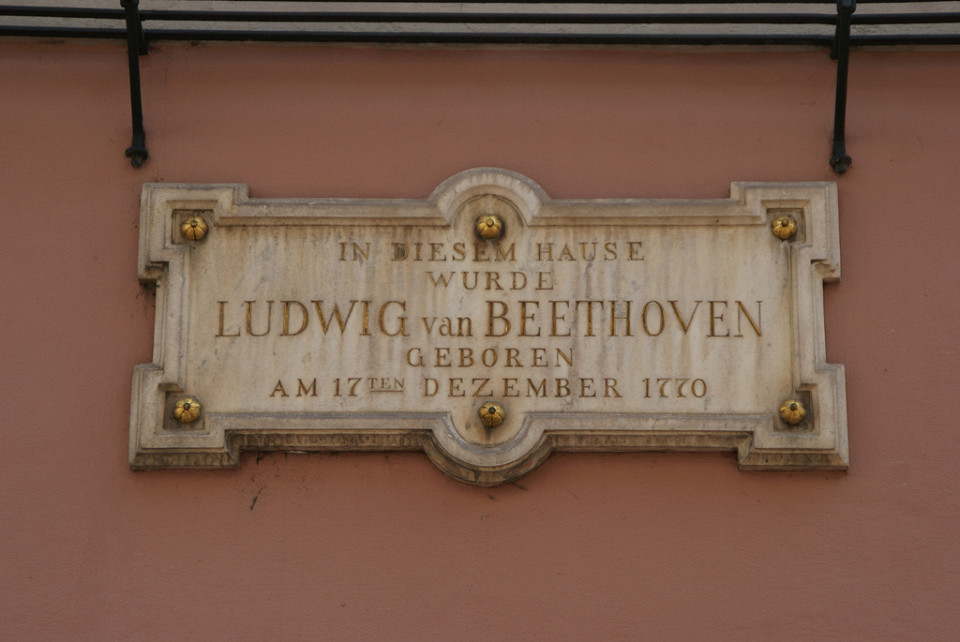 IN DIESEM HAUSE
WURDE
LUDWIG van BEETHOVEN
GEBOREN
AM 17TEN DEZEMBER 1770